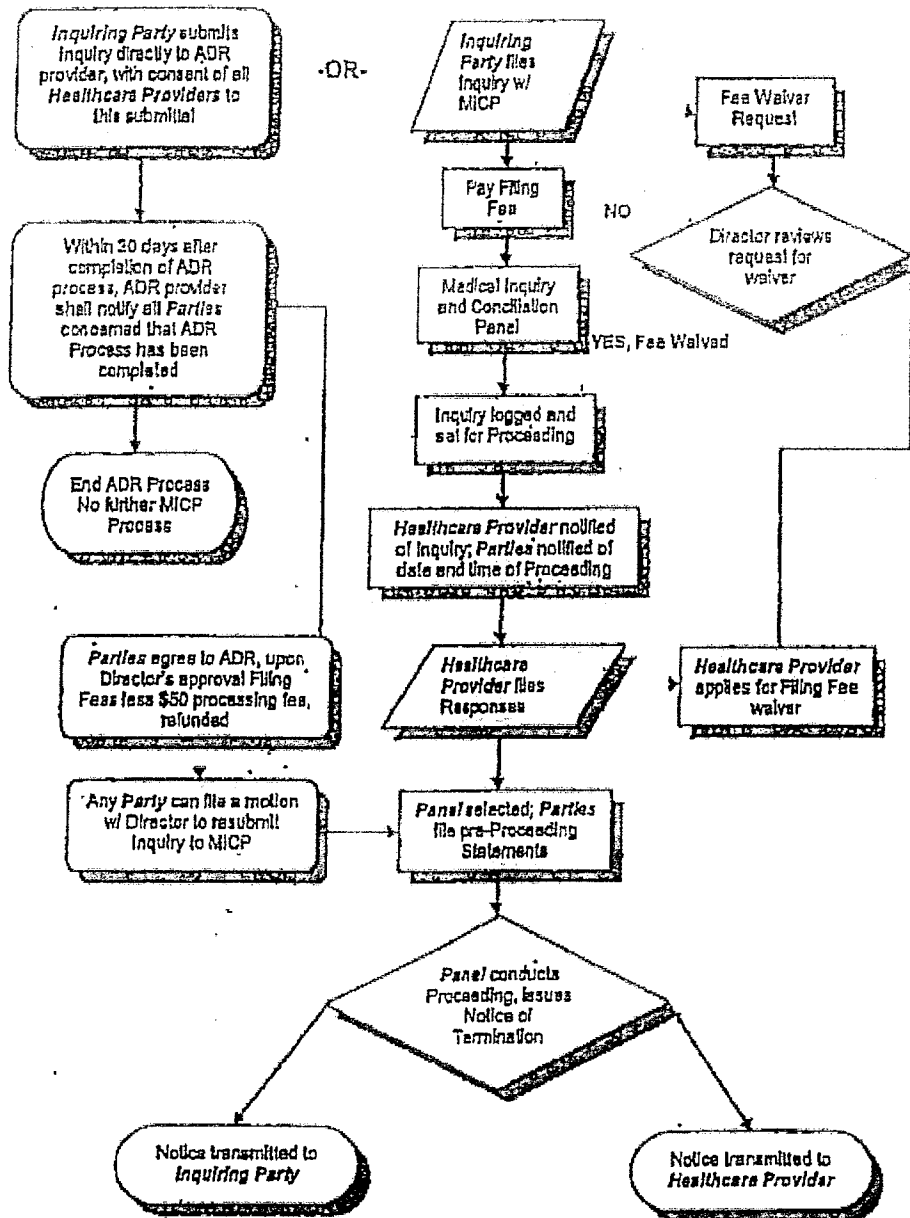 Inquiring Party submits
Inquiry directly to ADR
provider, with consent of all
Healthcare Providers to
this submittal
-OR-
Inquiring
Party files
Inquiry w/
MICP
Fee Waiver
Request
Pay Filing
Fee
NO
Director reviews
request for
waiver
Within 30 days after
completion of ADR
process, ADR provider
shall notify all Parties
concerned that ADR
Process has been
completed
Medical Inquiry
and Conciliation
Panel
YES, Fee Waived
Inquiry logged and
set for Proceeding
End ADR Process
No further MICP
Process
Healthcare Provider notified
of Inquiry; Parties notified of
date and time of Proceeding
Parties agree to ADR, upon
Director's approval Filing
Fees less $50 processing fee,
refunded
Healthcare
Provider files
Responses
Healthcare Provider
applies for Filing Fee
waiver
Any Party can file a motion
w/ Director to resubmit
Inquiry to MICP
Panel selected; Parties
file pre-Proceeding
Statements
Panel conducts
Proceeding, Issues
Notice of
Termination
Notice transmitted to
Inquiring Party
Notice transmitted to
Healthcare Provider